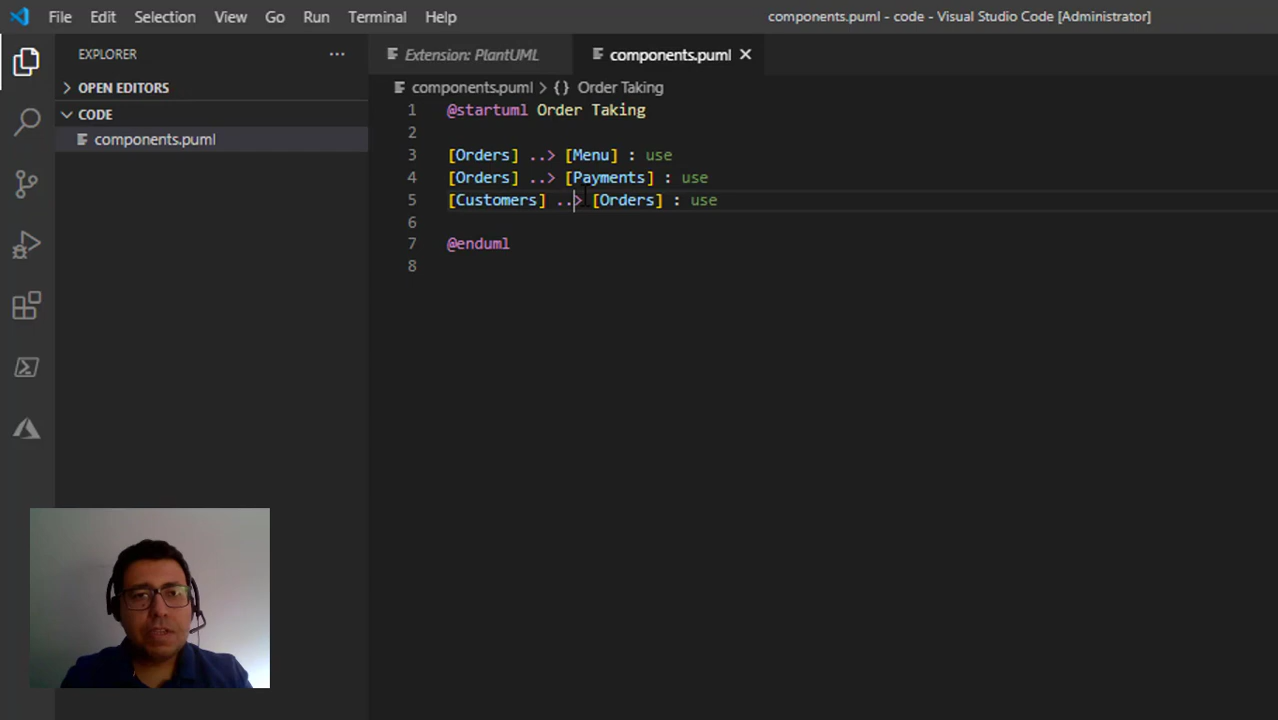 File Edit Selection View Go Run Terminal Help
components.puml - code - Visual Studio Code [Administrator]
EXPLORER
OPEN EDITORS
CODE
components.puml
Extension: PlantUML
components.puml
components.puml > {} Order Taking
1 @startuml Order Taking
2
3 [Orders] ..> [Menu] : use
4 [Orders] ..> [Payments] : use
5 [Customers] ..> [Orders] : use
6
7 @enduml
8